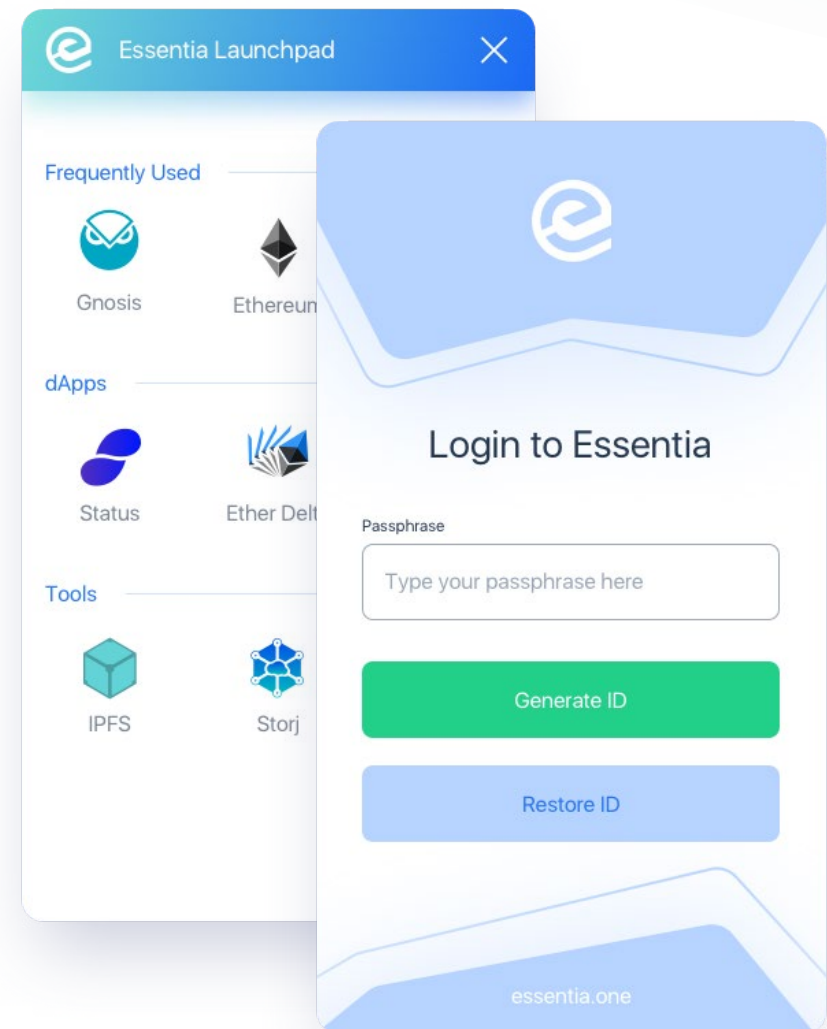 Essentia Launchpad
Frequently Used
Gnosis
dApps
Status
Tools
IPFS Storj
Login to Essentia
Passphrase
Type your passphrase here
Generate ID
Restore ID
essentia.one